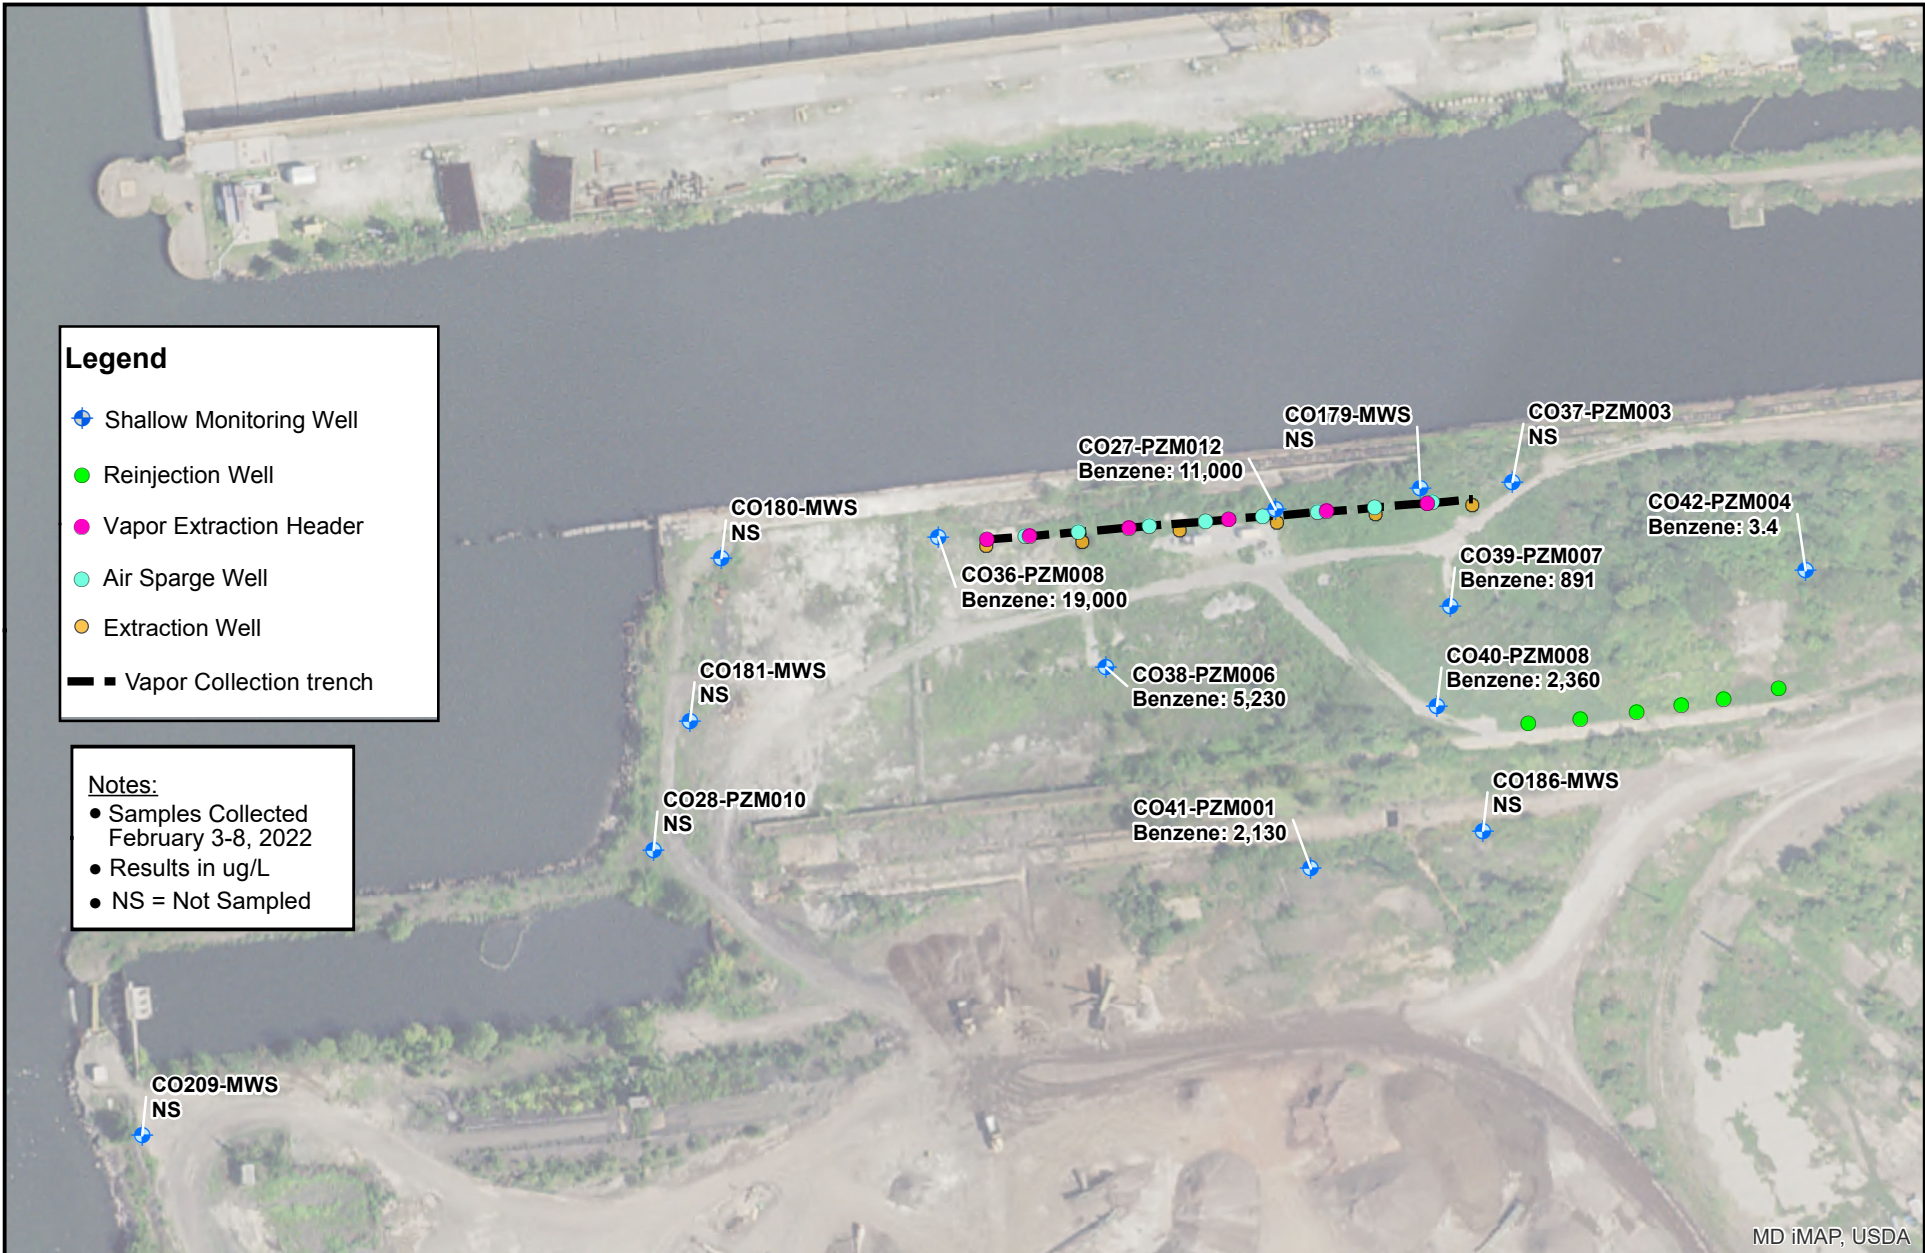 Legend
Shallow Monitoring Well
Reinjection Well
Vapor Extraction Header
Air Sparge Well
Extraction Well
Vapor Collection trench
Notes:
• Samples Collected
February 3-8, 2022
• Results in ug/L
• NS = Not Sampled
CO179-MWS
NS
CO37-PZM003
NS
CO27-PZM012
Benzene: 11,000
CO42-PZM004
Benzene: 3.4
CO180-MWS
NS
CO39-PZM007
Benzene: 891
CO36-PZM008
Benzene: 19,000
CO40-PZM008
Benzene: 2,360
CO181-MWS
NS
CO38-PZM006
Benzene: 5,230
CO186-MWS
NS
CO28-PZM010
NS
CO41-PZM001
Benzene: 2,130
CO209-MWS
NS
MD iMAP, USDA